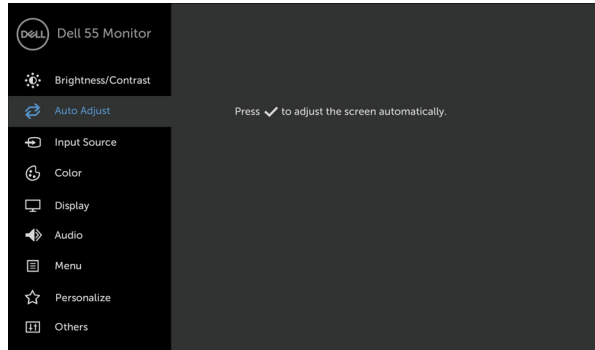 DELL Dell 55 Monitor
Brightness/Contrast
Auto Adjust
Press ✓ to adjust the screen automatically.
Input Source
Color
Display
Audio
Menu
Personalize
Others